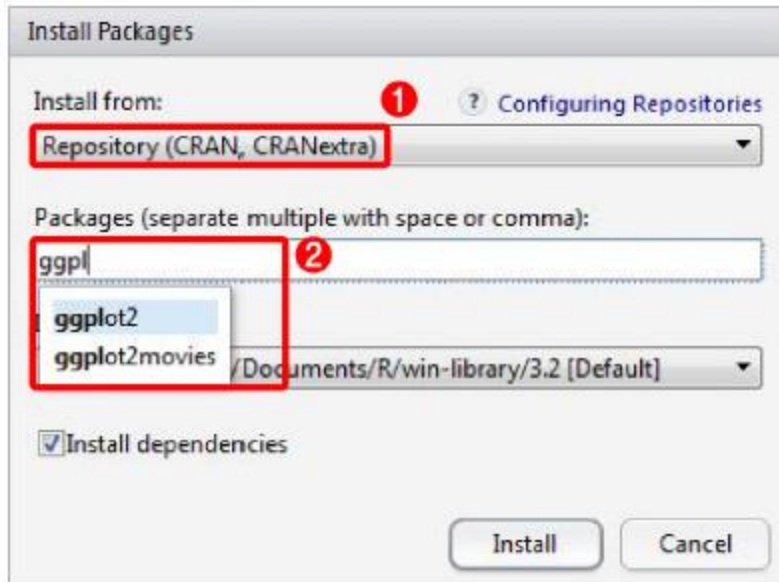 Install Packages
Install from:
1
? Configuring Repositories
Repository (CRAN, CRANextra)
Packages (separate multiple with space or comma):
ggpl
2
ggplot2
ggplot2movies
/Documents/R/win-library/3.2 [Default]
Install dependencies
Install
Cancel